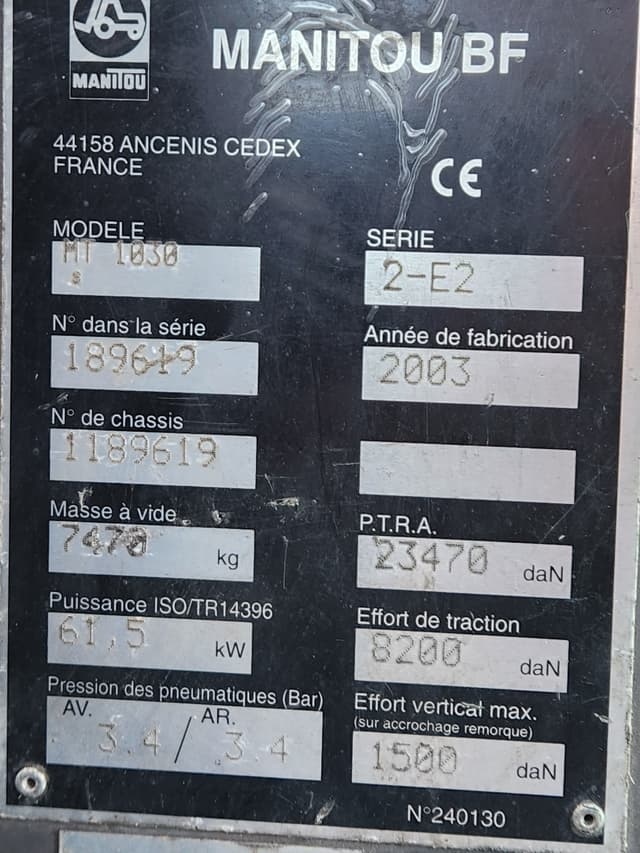 MANITOU
MANITOU BF
44158 ANCENIS CEDEX
FRANCE
CE
MODELE
MT 1030
s
SERIE
2-E2
N° dans la série
189619
Année de fabrication
2003
N° de chassis
1189619
Masse à vide
7470 kg
P.T.R.A.
23470 daN
Puissance ISO/TR14396
61,5 kW
Effort de traction
8200 daN
Pression des pneumatiques (Bar)
AV. AR.
3.4 / 3.4
Effort vertical max.
(sur accrochage remorque)
1500 daN
N°240130